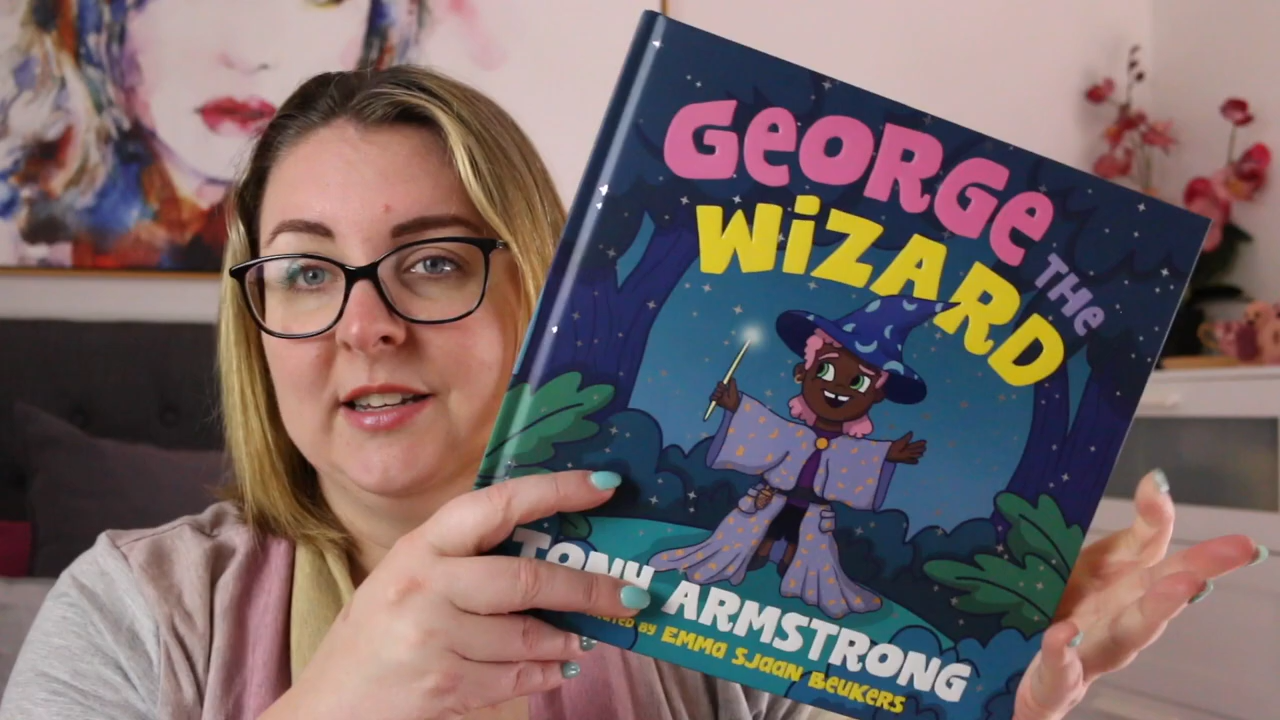 GEORGE
THE
WIZARD
TONY ARMSTRONG
BY EMMA SJAAN BEUKERS